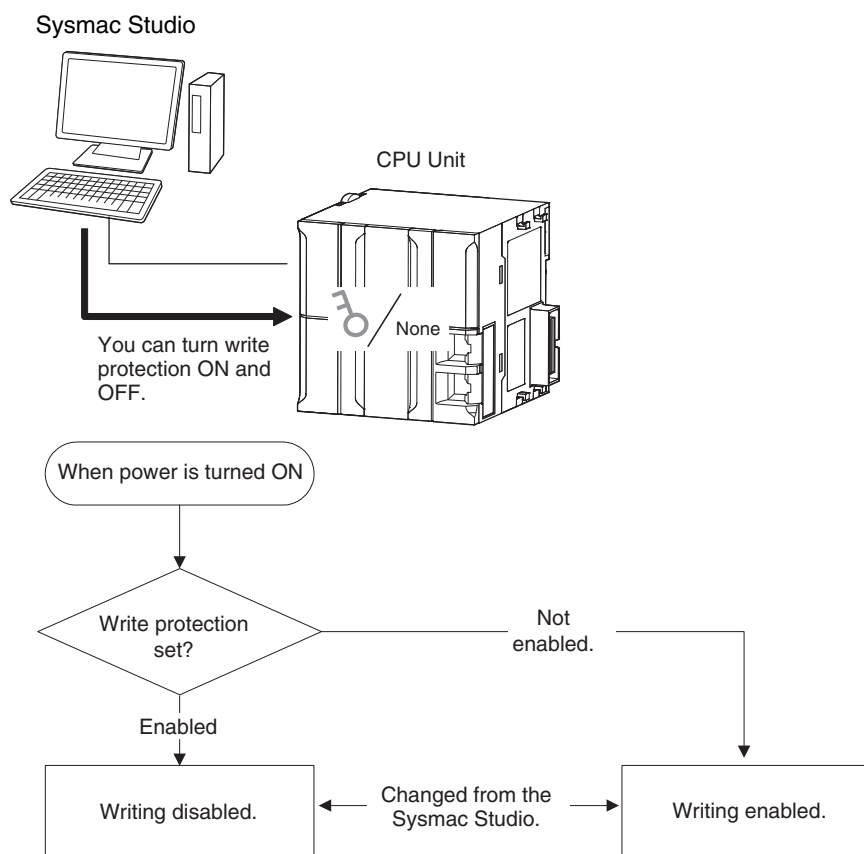 Sysmac Studio
CPU Unit
None
You can turn write
protection ON and
OFF.
When power is turned ON
Write protection
set?
Not
enabled.
Enabled
Writing disabled.
Changed from the
Sysmac Studio.
Writing enabled.